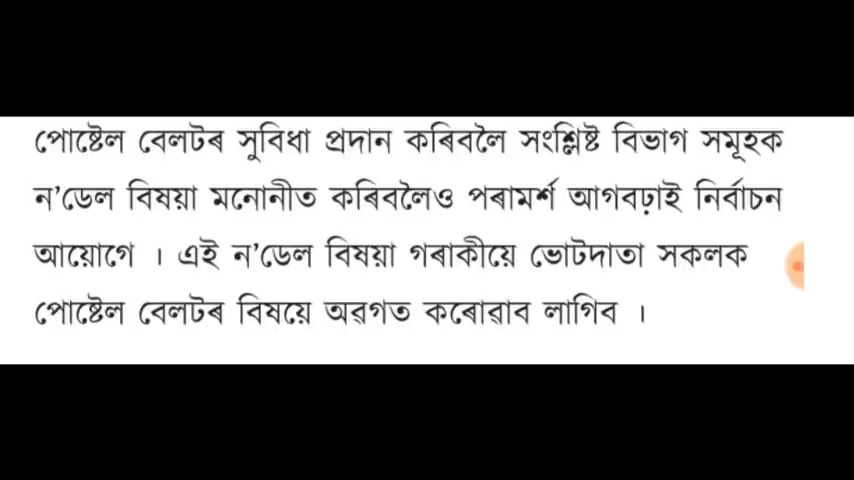 পোষ্টেল বেলটৰ সুবিধা প্ৰদান কৰিবলৈ সংশ্লিষ্ট বিভাগ সমূহক
ন’ডেল বিষয়া মনোনীত কৰিবলৈও পৰামৰ্শ আগবঢ়াই নিৰ্বাচন
আয়োগে । এই ন’ডেল বিষয়া গৰাকীয়ে ভোটদাতা সকলক
পোষ্টেল বেলটৰ বিষয়ে অৱগত কৰোৱাব লাগিব ।